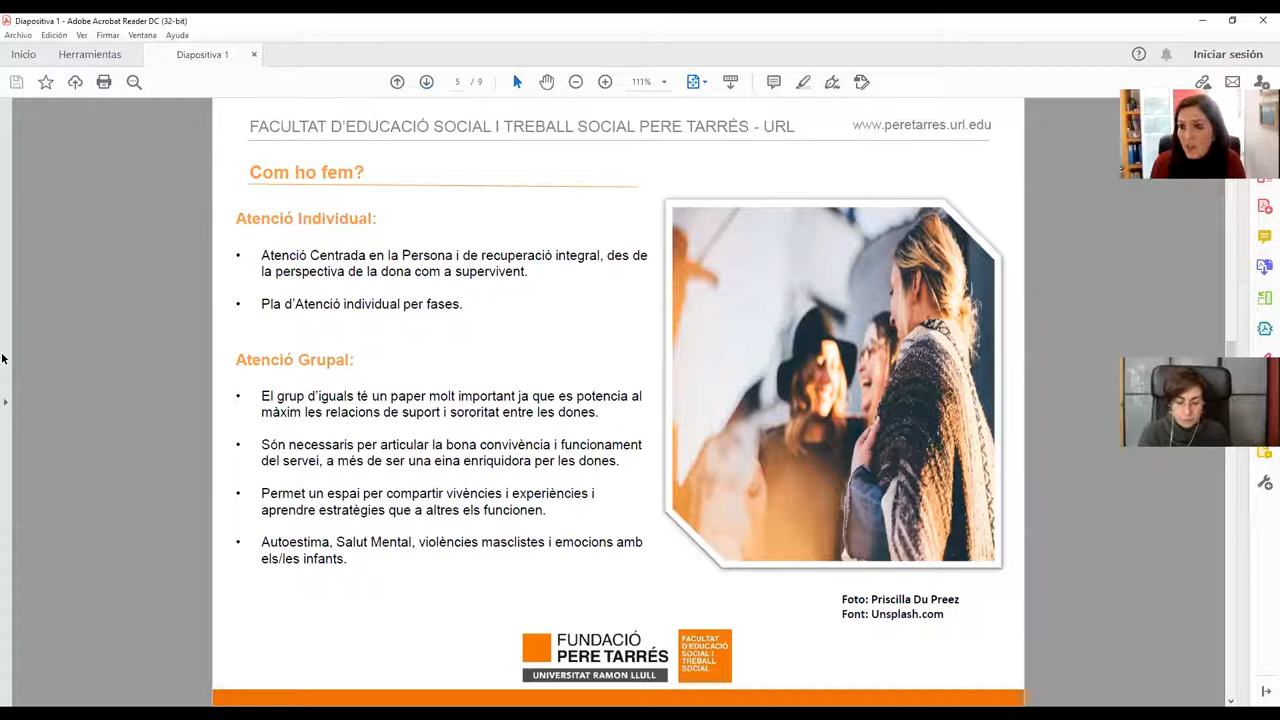 Diapositiva 1 - Adobe Acrobat Reader DC (32-bit)
Archivo Edición Ver Firmar Ventana Ayuda
Inicio Herramientas Diapositiva 1 Iniciar sesión
5 / 9 111%
FACULTAT D'EDUCACIÓ SOCIAL I TREBALL SOCIAL PERE TARRÉS - URL www.peretarres.url.edu
Com ho fem?
Atenció Individual:
• Atenció Centrada en la Persona i de recuperació integral, des de
la perspectiva de la dona com a supervivent.
• Pla d'Atenció individual per fases.
Atenció Grupal:
• El grup d'iguals té un paper molt important ja que es potencia al
màxim les relacions de suport i sororitat entre les dones.
• Són necessaris per articular la bona convivència i funcionament
del servei, a més de ser una eina enriquidora per les dones.
• Permet un espai per compartir vivències i experiències i
aprendre estratègies que a altres els funcionen.
• Autoestima, Salut Mental, violències masclistes i emocions amb
els/les infants.
Foto: Priscilla Du Preez
Font: Unsplash.com
FUNDACIÓ
PERE TARRÉS
UNIVERSITAT RAMON LLULL
FACULTAT
D'EDUCACIÓ
SOCIAL I
TREBALL
SOCIAL